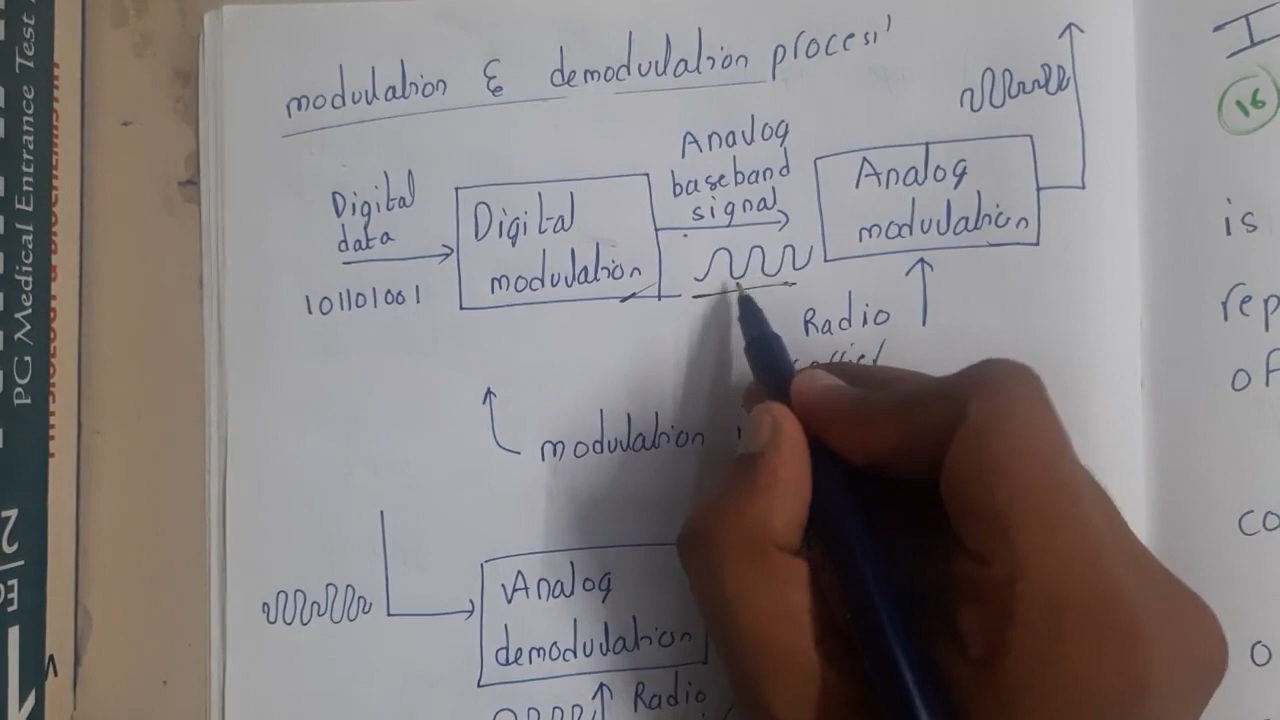 modulation & demodulation process'
Digital
data
101101001
Digital
modulation
Analog
baseband
signal
Analog
modulation
Radio
modulation
Analog
demodulation
Radio
16
is
rep
of
co
o
PG Medical Entrance Test